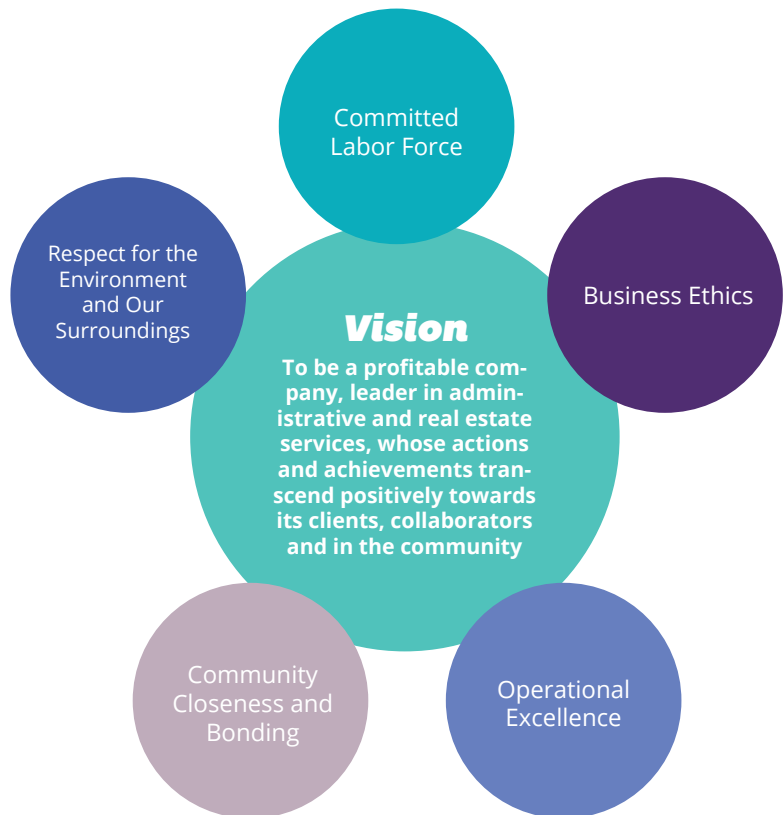 Committed
Labor Force
Respect for the
Environment
and Our
Surroundings
Business Ethics
Vision
To be a profitable com-
pany, leader in admin-
istrative and real estate
services, whose actions
and achievements tran-
scend positively towards
its clients, collaborators
and in the community
Community
Closeness and
Bonding
Operational
Excellence